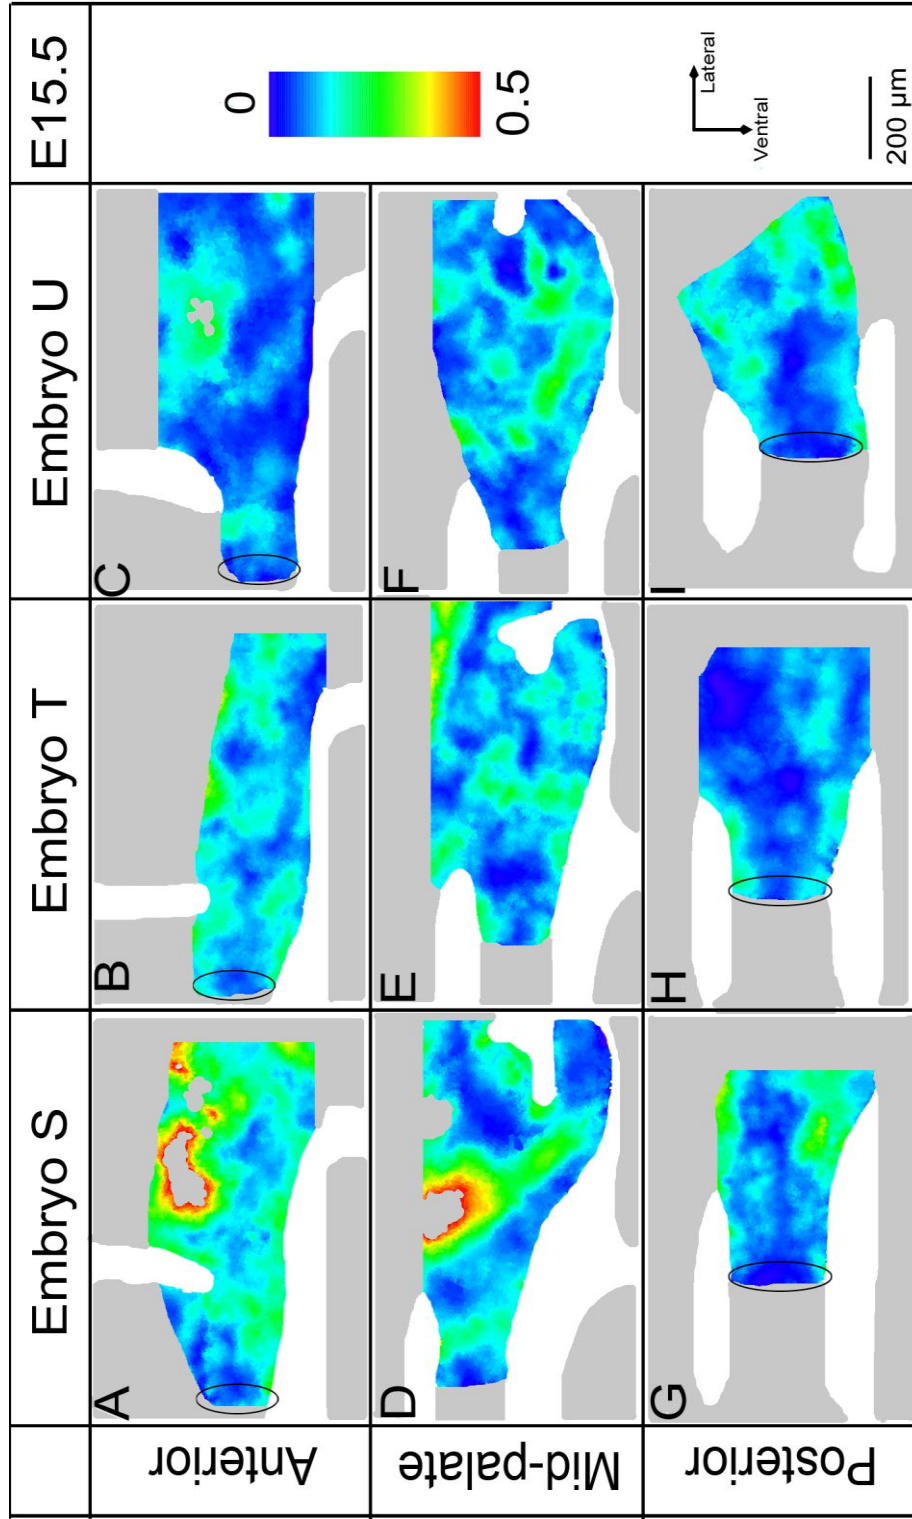 Embryo S
Embryo T
Embryo U
E15.5
Anterior
A
B
C
0
0.5
Mid-palate
D
E
F
Lateral
Ventral
Posterior
G
H
I
200 µm